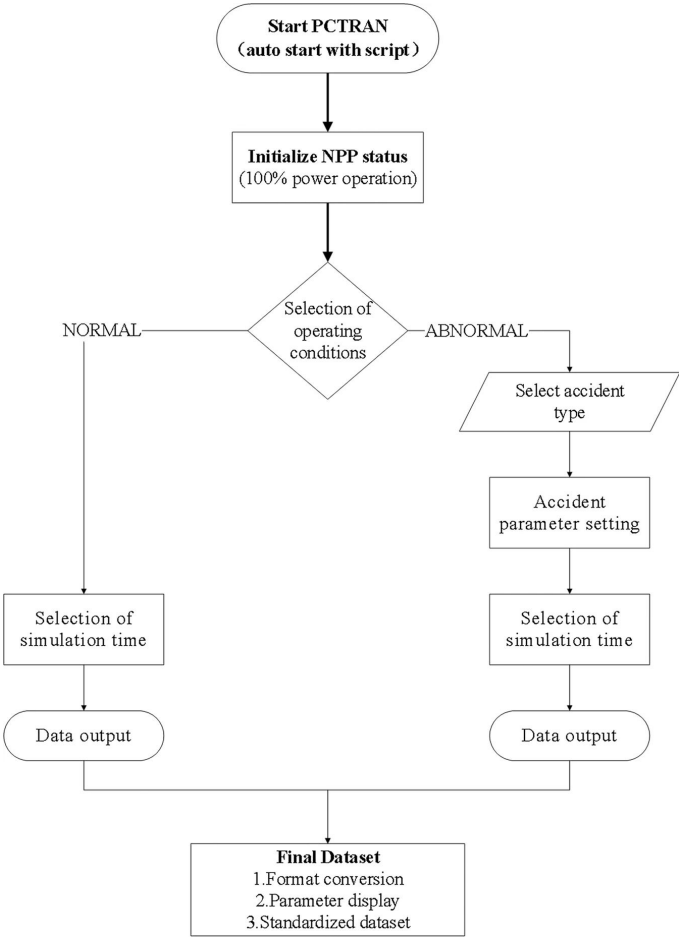 Start PCTRAN
（auto start with script）
Initialize NPP status
(100% power operation)
Selection of
operating
conditions
NORMAL
ABNORMAL
Select accident
type
Accident
parameter setting
Selection of
simulation time
Selection of
simulation time
Data output
Data output
Final Dataset
1.Format conversion
2.Parameter display
3.Standardized dataset